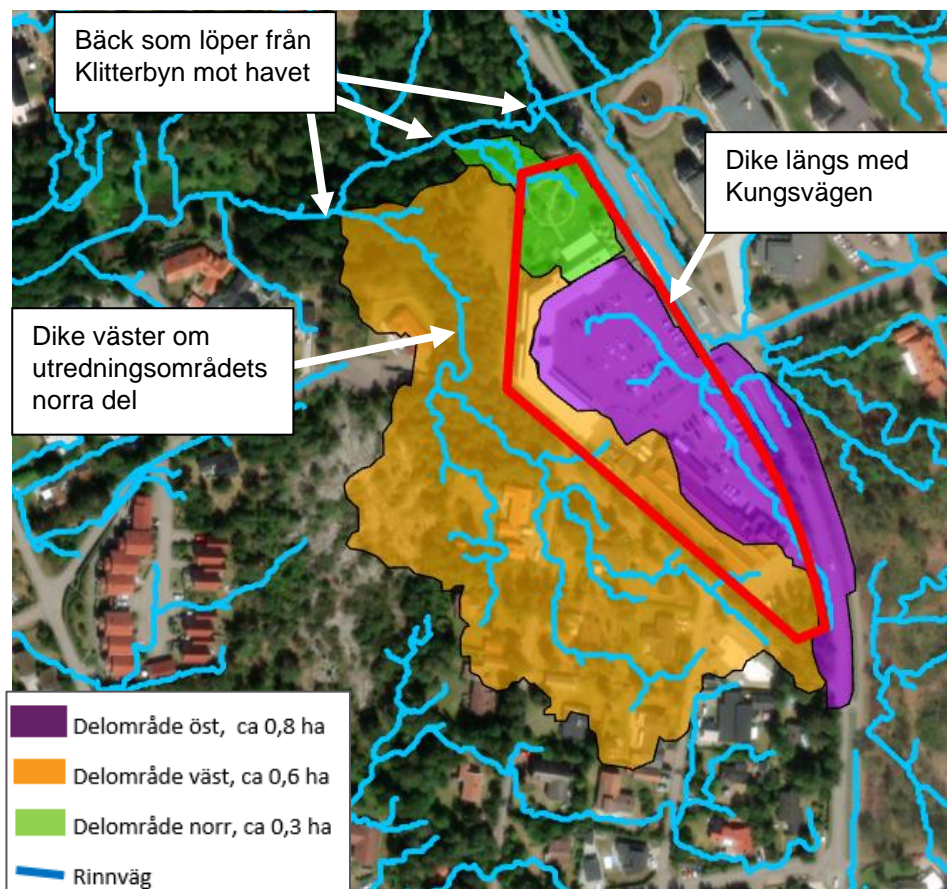 Bäck som löper från
Klitterbyn mot havet
Dike längs med
Kungsvägen
Dike väster om
utredningsområdets
norra del
Delområde öst, ca 0,8 ha
Delområde väst, ca 0,6 ha
Delområde norr, ca 0,3 ha
Rinnväg